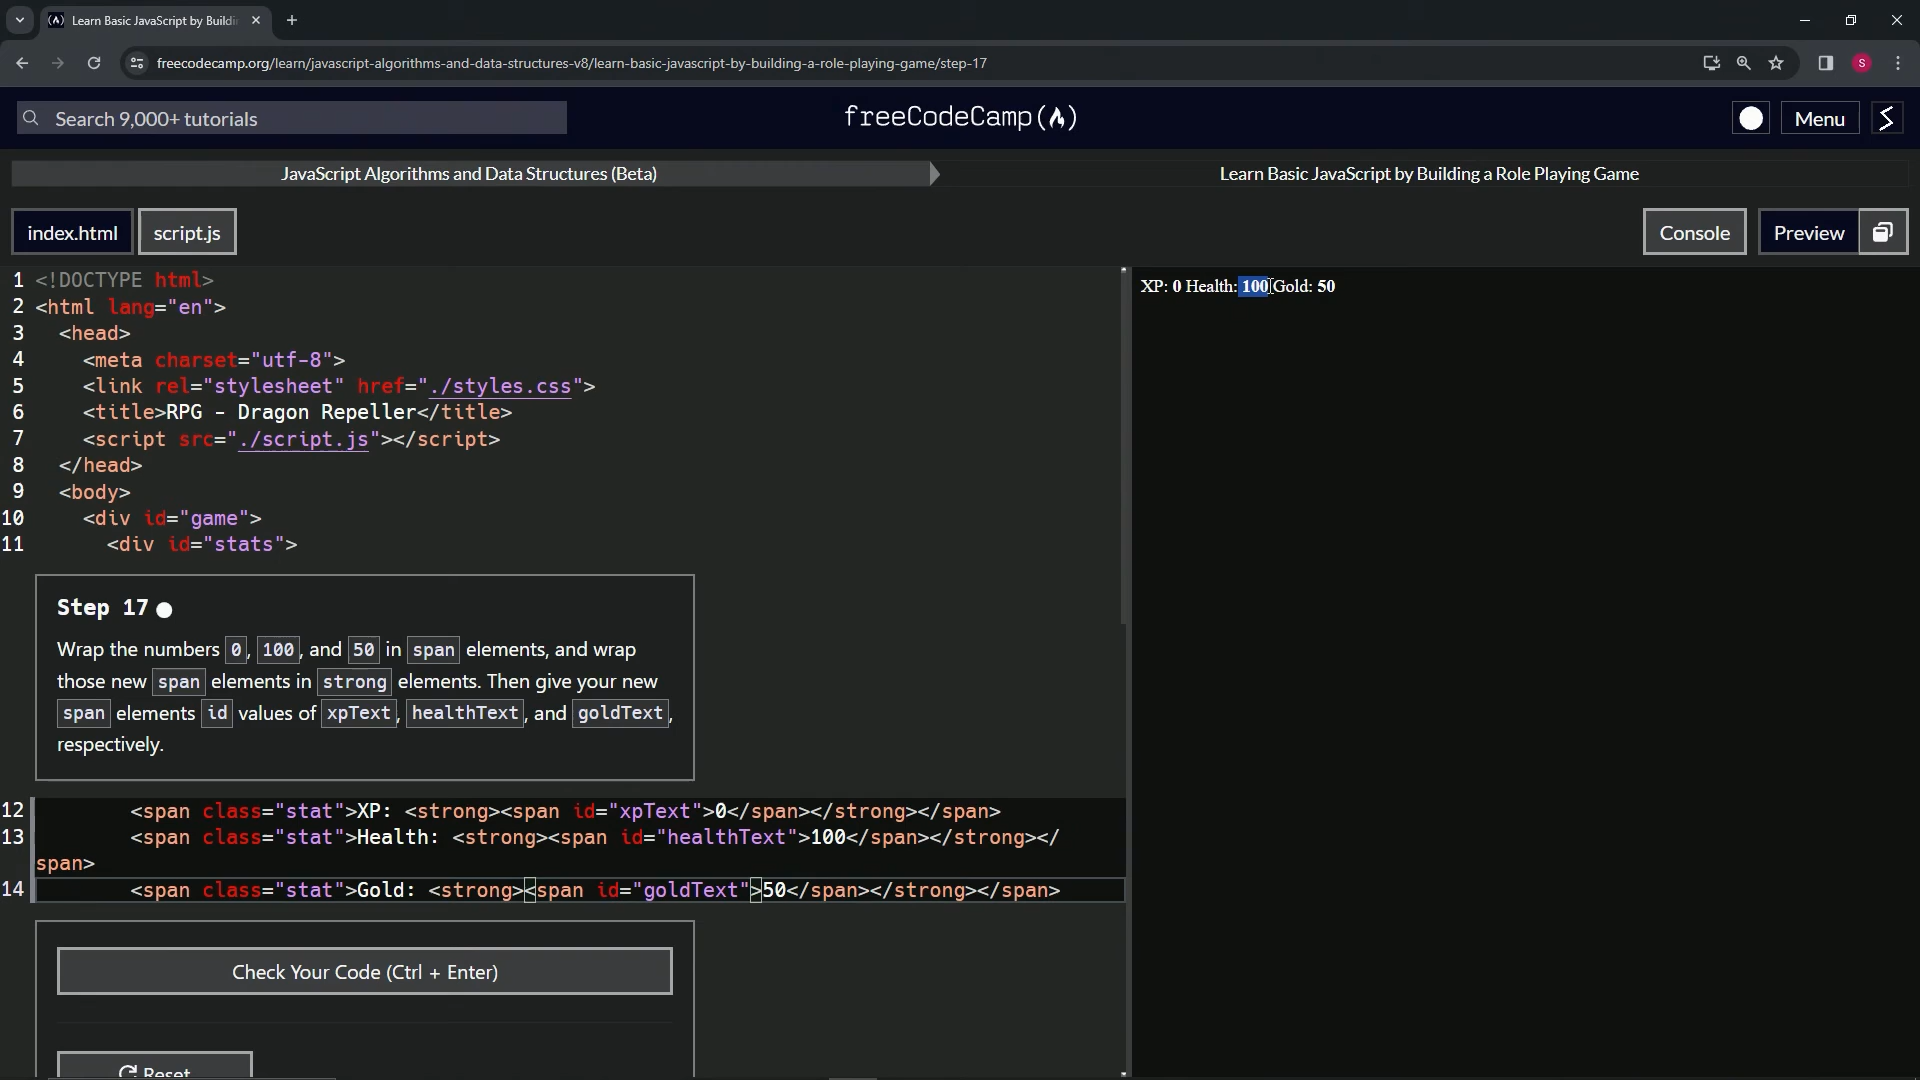 Learn Basic JavaScript by Buildi
freecodecamp.org/learn/javascript-algorithms-and-data-structures-v8/learn-basic-javascript-by-building-a-role-playing-game/step-17
S
Search 9,000+ tutorials
freeCodeCamp
Menu
JavaScript Algorithms and Data Structures (Beta)
Learn Basic JavaScript by Building a Role Playing Game
index.html
script.js
Console
Preview
1 <!DOCTYPE html>
2 <html lang="en">
3 <head>
4 <meta charset="utf-8">
5 <link rel="stylesheet" href="./styles.css">
6 <title>RPG - Dragon Repeller</title>
7 <script src="./script.js"></script>
8 </head>
9 <body>
10 <div id="game">
11 <div id="stats">
XP: 0 Health: 100 Gold: 50
Step 17
Wrap the numbers 0, 100, and 50 in span elements, and wrap
those new span elements in strong elements. Then give your new
span elements id values of xpText, healthText, and goldText,
respectively.
12 <span class="stat">XP: <strong><span id="xpText">0</span></strong></span>
13 <span class="stat">Health: <strong><span id="healthText">100</span></strong></
span>
14 <span class="stat">Gold: <strong><span id="goldText">50</span></strong></span>
Check Your Code (Ctrl + Enter)
Reset